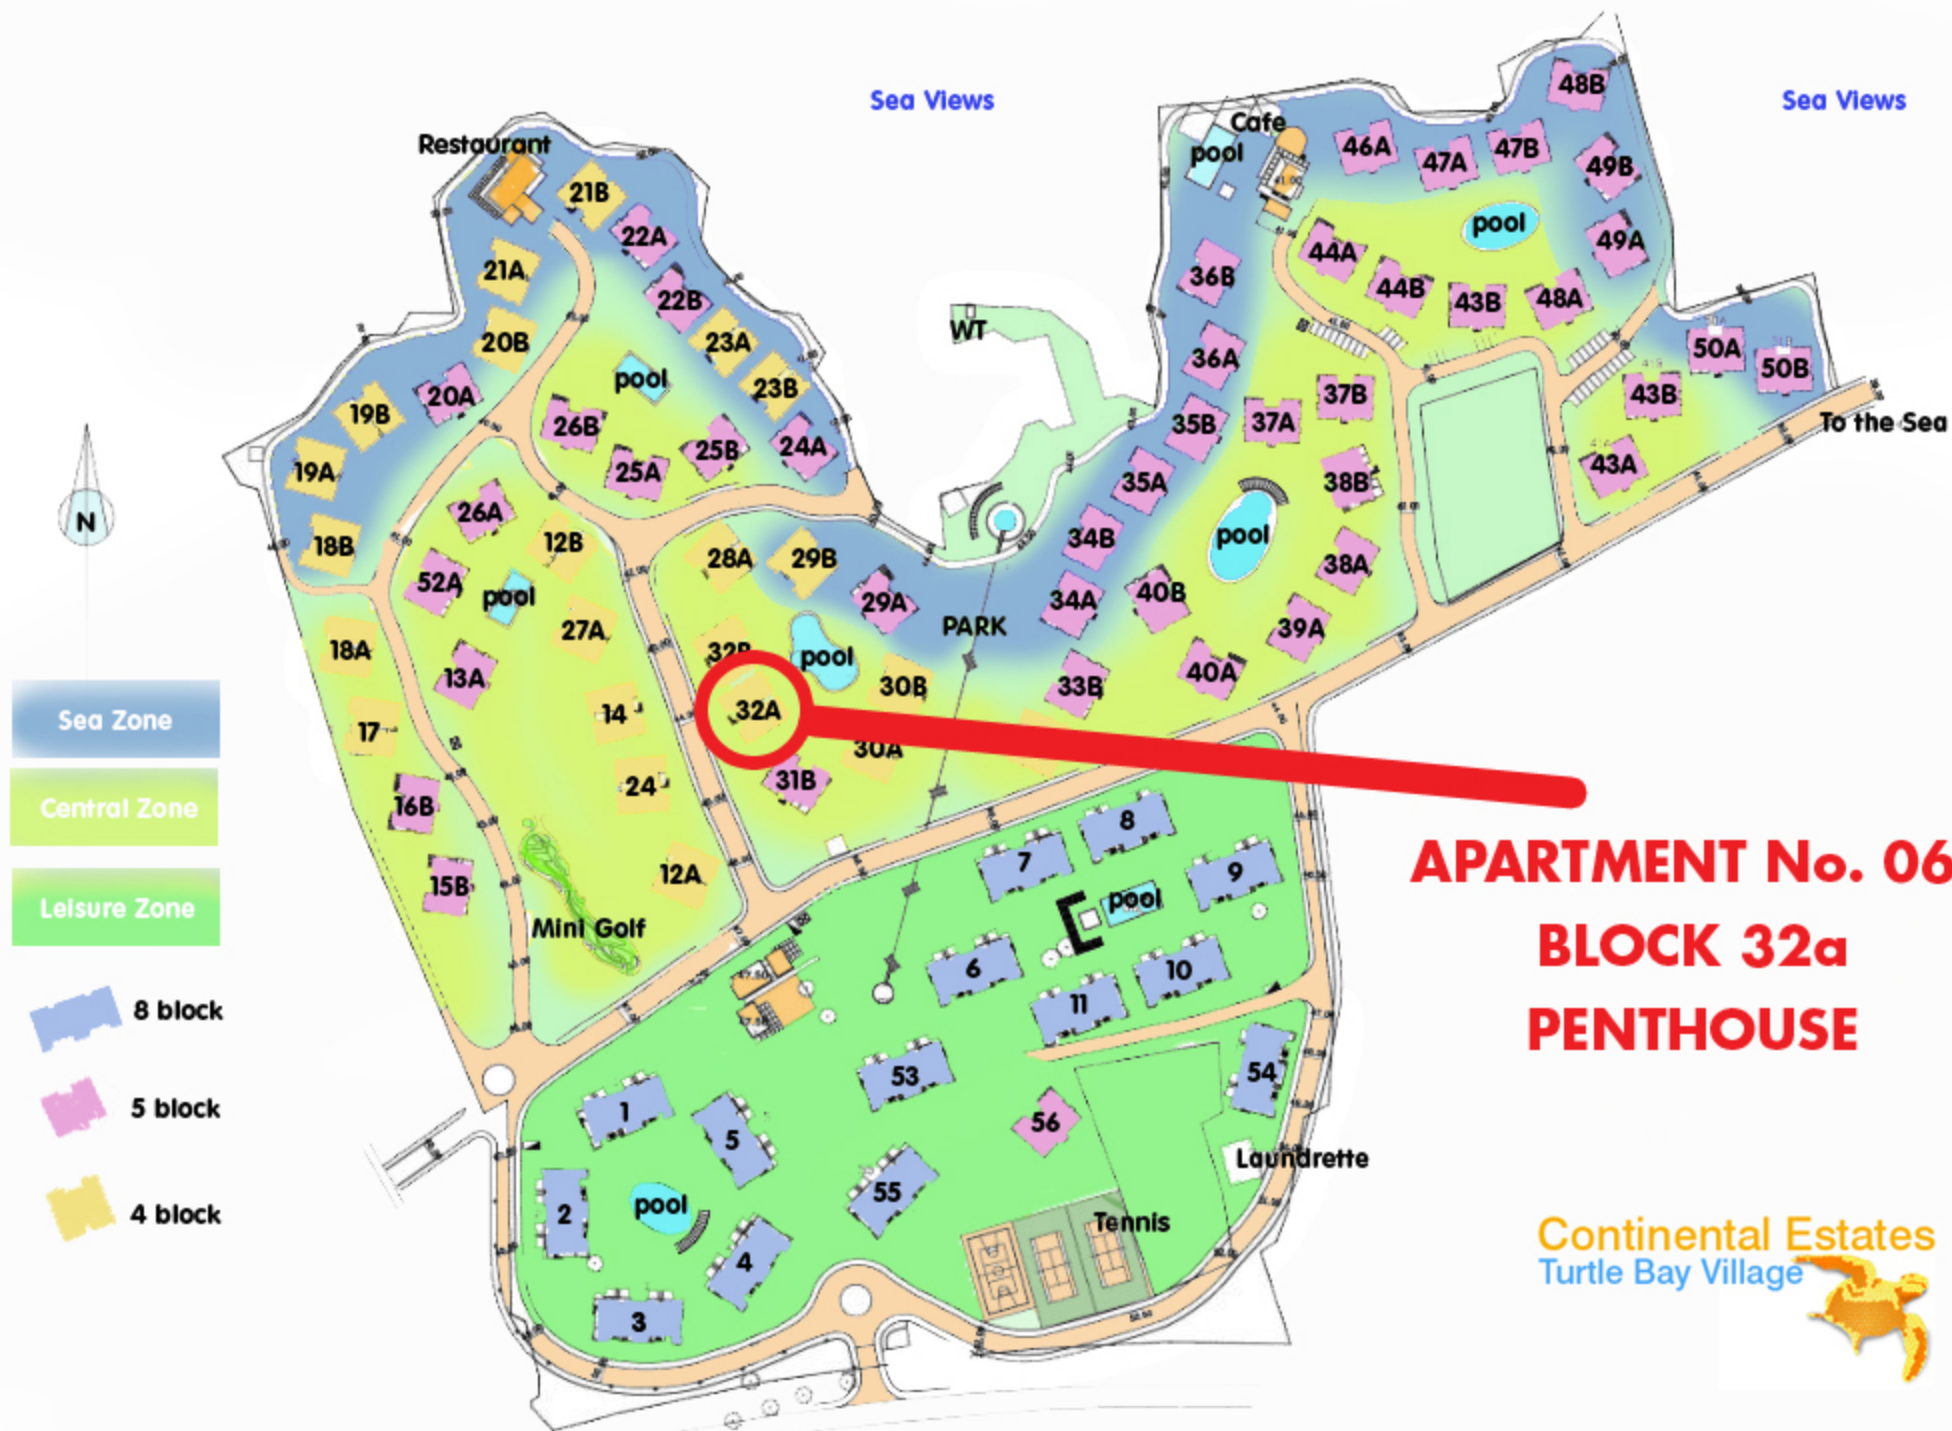 Sea Views
Sea Views
48B
Cafe
pool
Restaurant
46A
47A
47B
49B
21B
22A
pool
49A
44A
21A
36B
44B
43B
48A
22B
WT
20B
23A
36A
50A
50B
pool
23B
20A
37B
43B
19B
37A
To the Sea
26B
35B
25B
24A
25A
43A
19A
35A
38B
26A
N
pool
18B
12B
34B
28A
29B
38A
52A
pool
29A
34A
40B
27A
PARK
39A
18A
32B
pool
13A
40A
30B
33B
32A
14
Sea Zone
17
30A
31B
24
Central Zone
16B
8
7
12A
9
15B
pool
APARTMENT No. 06
Leisure Zone
Mini Golf
BLOCK 32a
6
10
11
8 block
PENTHOUSE
53
54
5 block
1
56
5
Laundrette
55
pool
2
4 block
Tennis
4
3
Continental Estates
Turtle Bay Village